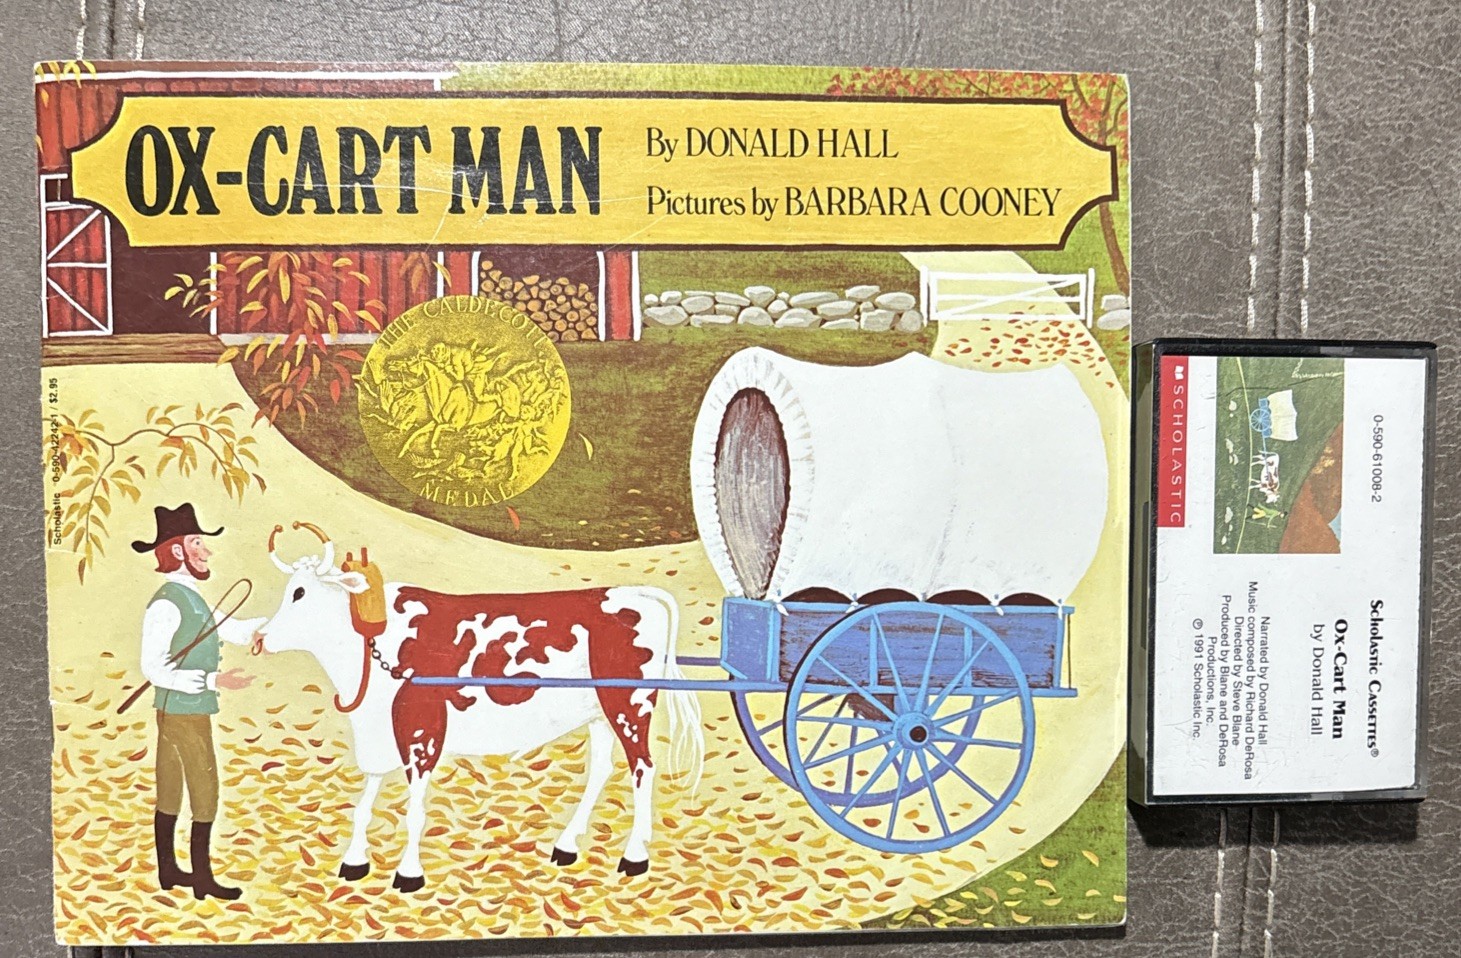 OX-CART MAN
By DONALD HALL
Pictures by BARBARA COONEY
THE CALDECOTT
MEDAL
Scholastic 0-590-42242-1 / $2.95
SCHOLASTIC
0-590-61008-2
SCHOLASTIC CASSETTES®
Ox-Cart Man
by Donald Hall
Narrated by Donald Hall
Music composed by Richard DeRosa
Directed by Steve Blane
Produced by Blane and DeRosa
Productions, Inc.
℗ 1991 Scholastic Inc.